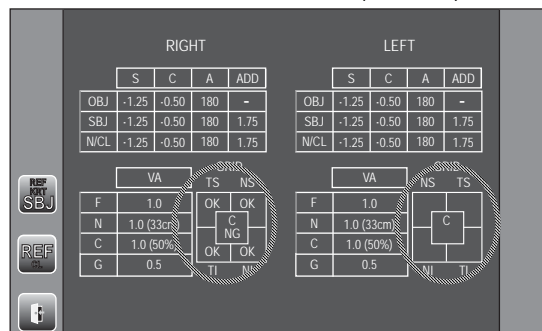 RIGHT LEFT
S C A ADD S C A ADD
OBJ -1.25 -0.50 180 – OBJ -1.25 -0.50 180 –
SBJ -1.25 -0.50 180 1.75 SBJ -1.25 -0.50 180 1.75
N/CL -1.25 -0.50 180 1.75 N/CL -1.25 -0.50 180 1.75
GRID GRID
VA TS NS VA NS TS
REF
KRT
SBJ
F 1.0 OK OK F 1.0
N 1.0 (33cm) C NG N 1.0 (33cm) C
C 1.0 (50%) OK OK C 1.0 (50%)
G 0.5 TI NI G 0.5 NI TI
REF
CL